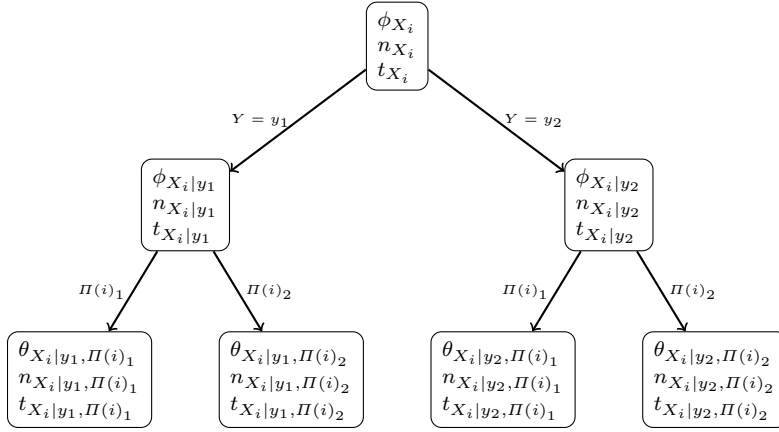 ϕ_{X_i}
n_{X_i}
t_{X_i}
Y = y_1
Y = y_2
ϕ_{X_i|y_1}
n_{X_i|y_1}
t_{X_i|y_1}
ϕ_{X_i|y_2}
n_{X_i|y_2}
t_{X_i|y_2}
Π(i)_1
Π(i)_2
Π(i)_1
Π(i)_2
θ_{X_i|y_1,Π(i)_1}
n_{X_i|y_1,Π(i)_1}
t_{X_i|y_1,Π(i)_1}
θ_{X_i|y_1,Π(i)_2}
n_{X_i|y_1,Π(i)_2}
t_{X_i|y_1,Π(i)_2}
θ_{X_i|y_2,Π(i)_1}
n_{X_i|y_2,Π(i)_1}
t_{X_i|y_2,Π(i)_1}
θ_{X_i|y_2,Π(i)_2}
n_{X_i|y_2,Π(i)_2}
t_{X_i|y_2,Π(i)_2}